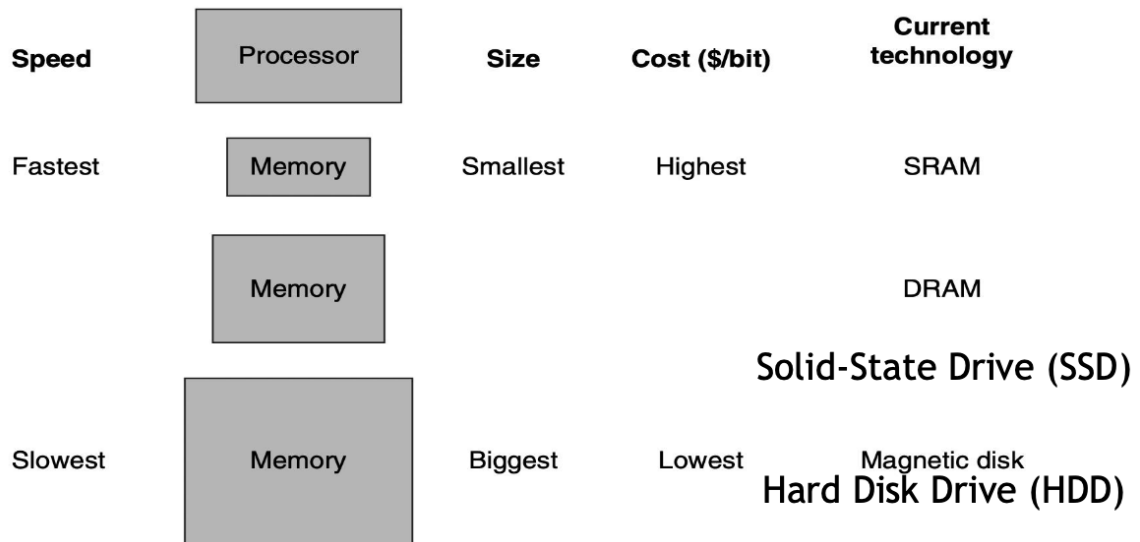 Speed Processor Size Cost ($/bit) Current technology
Fastest Memory Smallest Highest SRAM
Memory DRAM
Solid-State Drive (SSD)
Slowest Memory Biggest Lowest Magnetic disk
Hard Disk Drive (HDD)